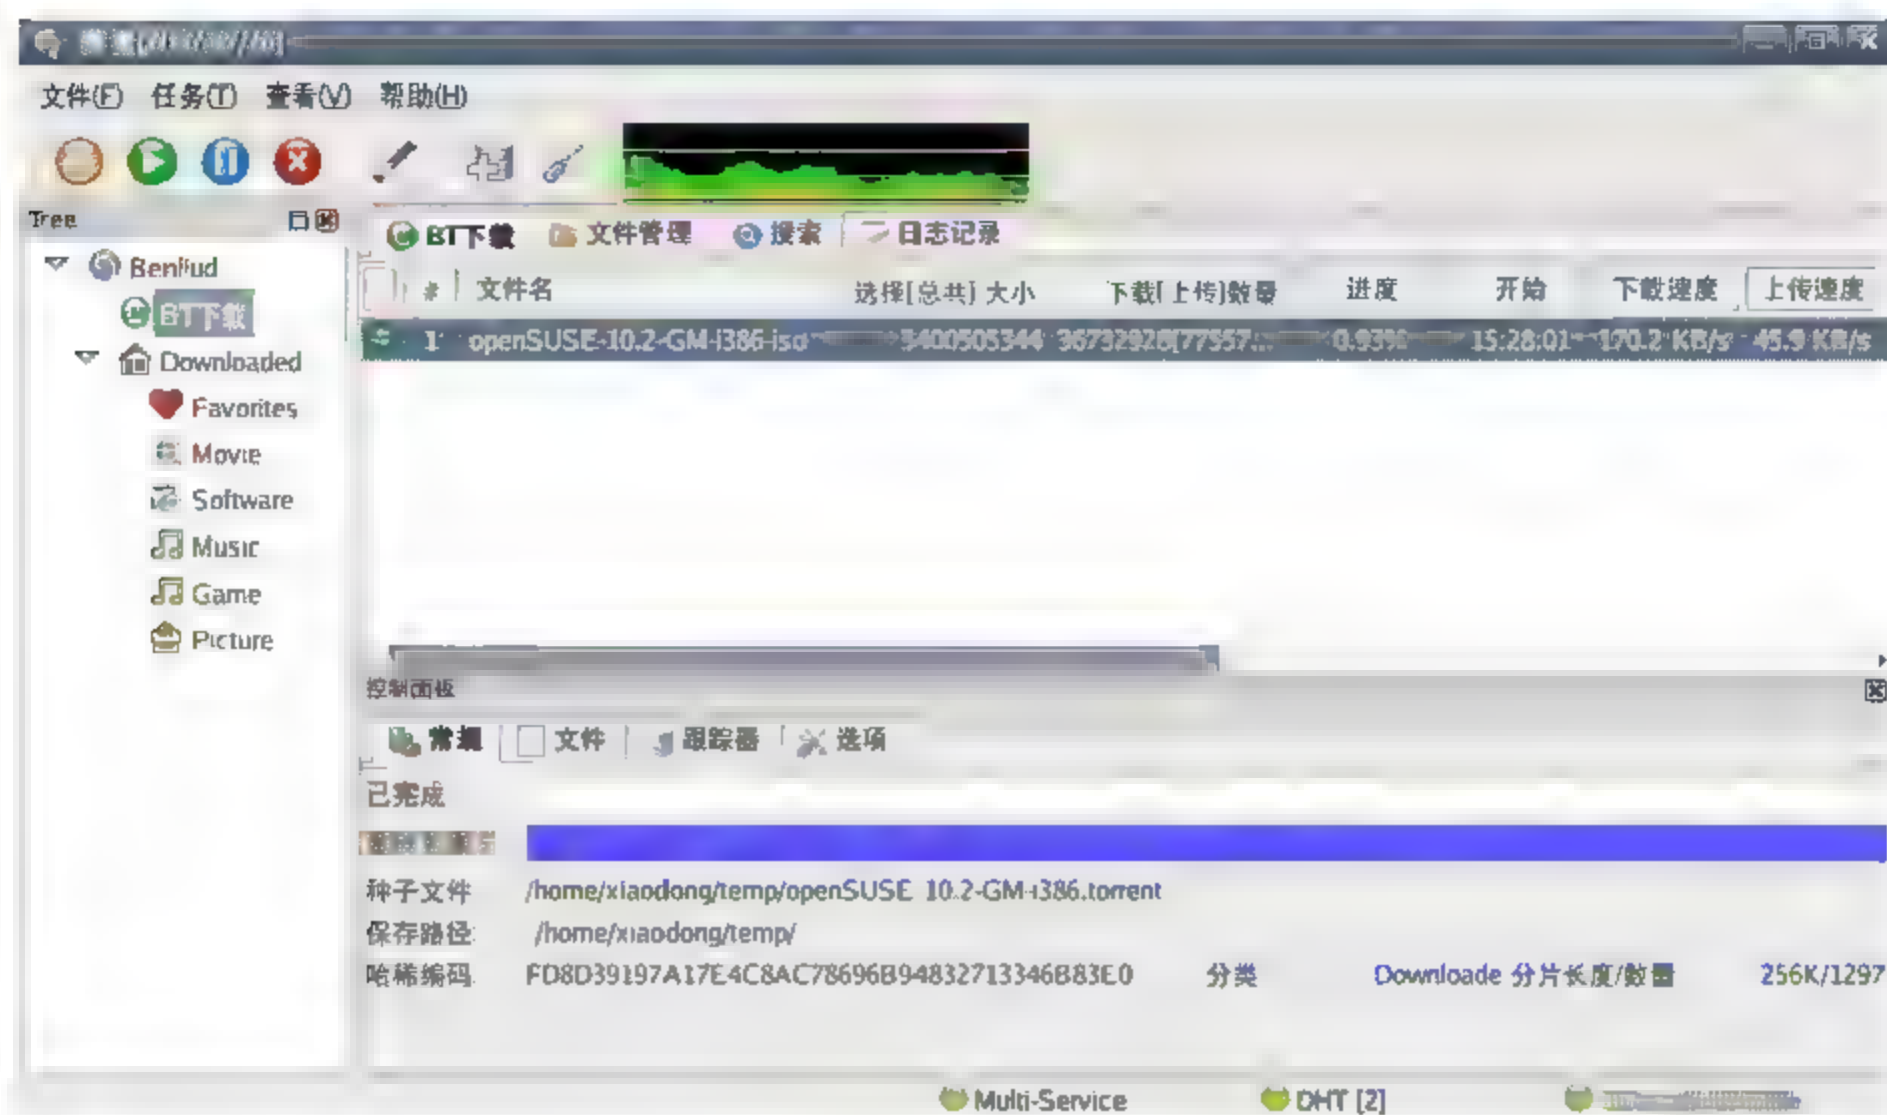 文件(F) 任务(T) 查看(V) 帮助(H)
Tree
BT下载 文件管理 搜索 日志记录
BT下载
Downloaded
Favorites
Movie
Software
Music
Game
Picture
# 文件名 选择[总共] 大小 下载[上传]数量 进度 开始 下载速度 上传速度
1 openSUSE-10.2-GM-i386-iso 3400505344 36732928[77557... 0.93% 15:28:01 170.2 KB/s 45.9 KB/s
控制面板
常规 文件 跟踪器 选项
已完成
种子文件 /home/xiaodong/temp/openSUSE 10.2-GM-i386.torrent
保存路径: /home/xiaodong/temp/
哈稀编码 FD8D39197A17E4C8AC78696B94832713346B83E0 分类 Downloade 分片长度/数量 256K/1297
Multi-Service DHT [2]